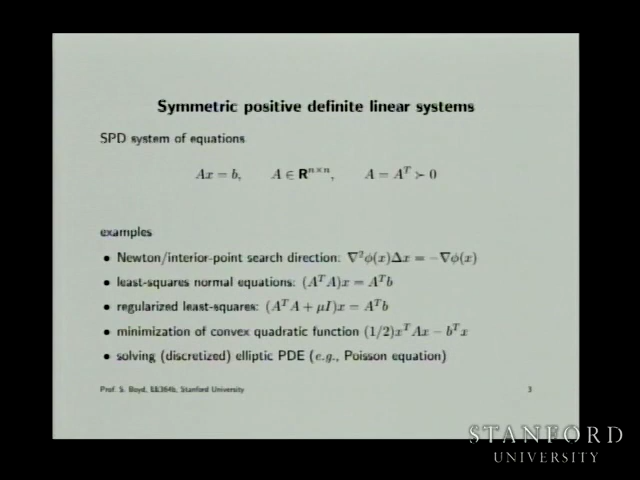 Symmetric positive definite linear systems
SPD system of equations
Ax = b, A ∈ R^{n×n}, A = A^T ≻ 0
examples
• Newton/interior-point search direction: ∇²φ(x)Δx = −∇φ(x)
• least-squares normal equations: (A^T A)x = A^T b
• regularized least-squares: (A^T A + μI)x = A^T b
• minimization of convex quadratic function (1/2)x^T Ax − b^T x
• solving (discretized) elliptic PDE (e.g., Poisson equation)
Prof. S. Boyd, EE364b, Stanford University 3
STANFORD
UNIVERSITY